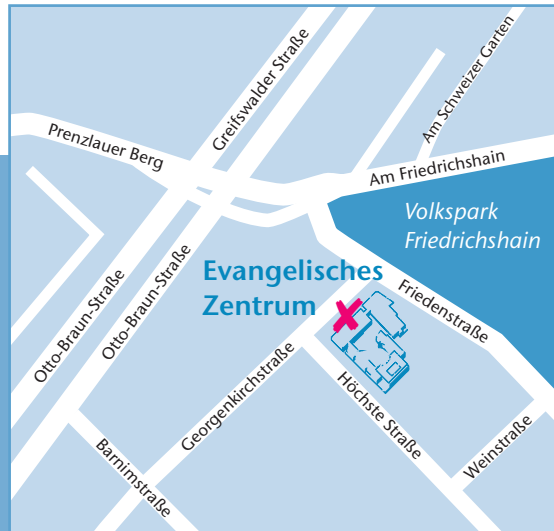 Greifswalder Straße
Am Schweizer Garten
Prenzlauer Berg
Am Friedrichshain
Volkspark
Friedrichshain
Evangelisches
Zentrum
Otto-Braun-Straße
Otto-Braun-Straße
Friedenstraße
Georgenkirchstraße
Höchste Straße
Barnimstraße
Weinstraße